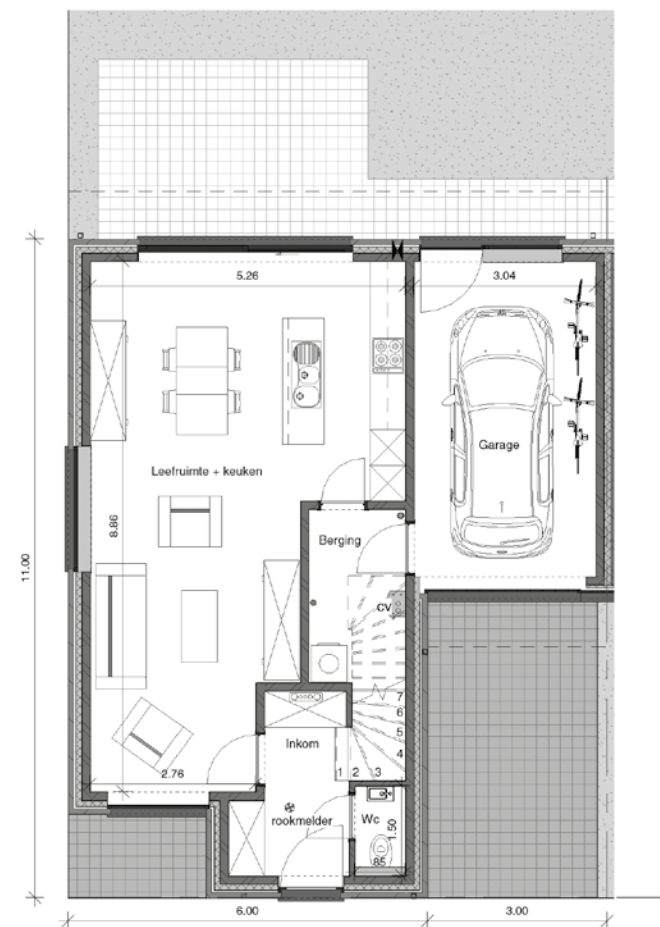 5.26
3.04
Garage
Leefruimte + keuken
8.86
11.00
Berging
CV
7
6
5
4
Inkom
1 2 3
2.76
rookmelder
Wc
1.50
85
6.00
3.00